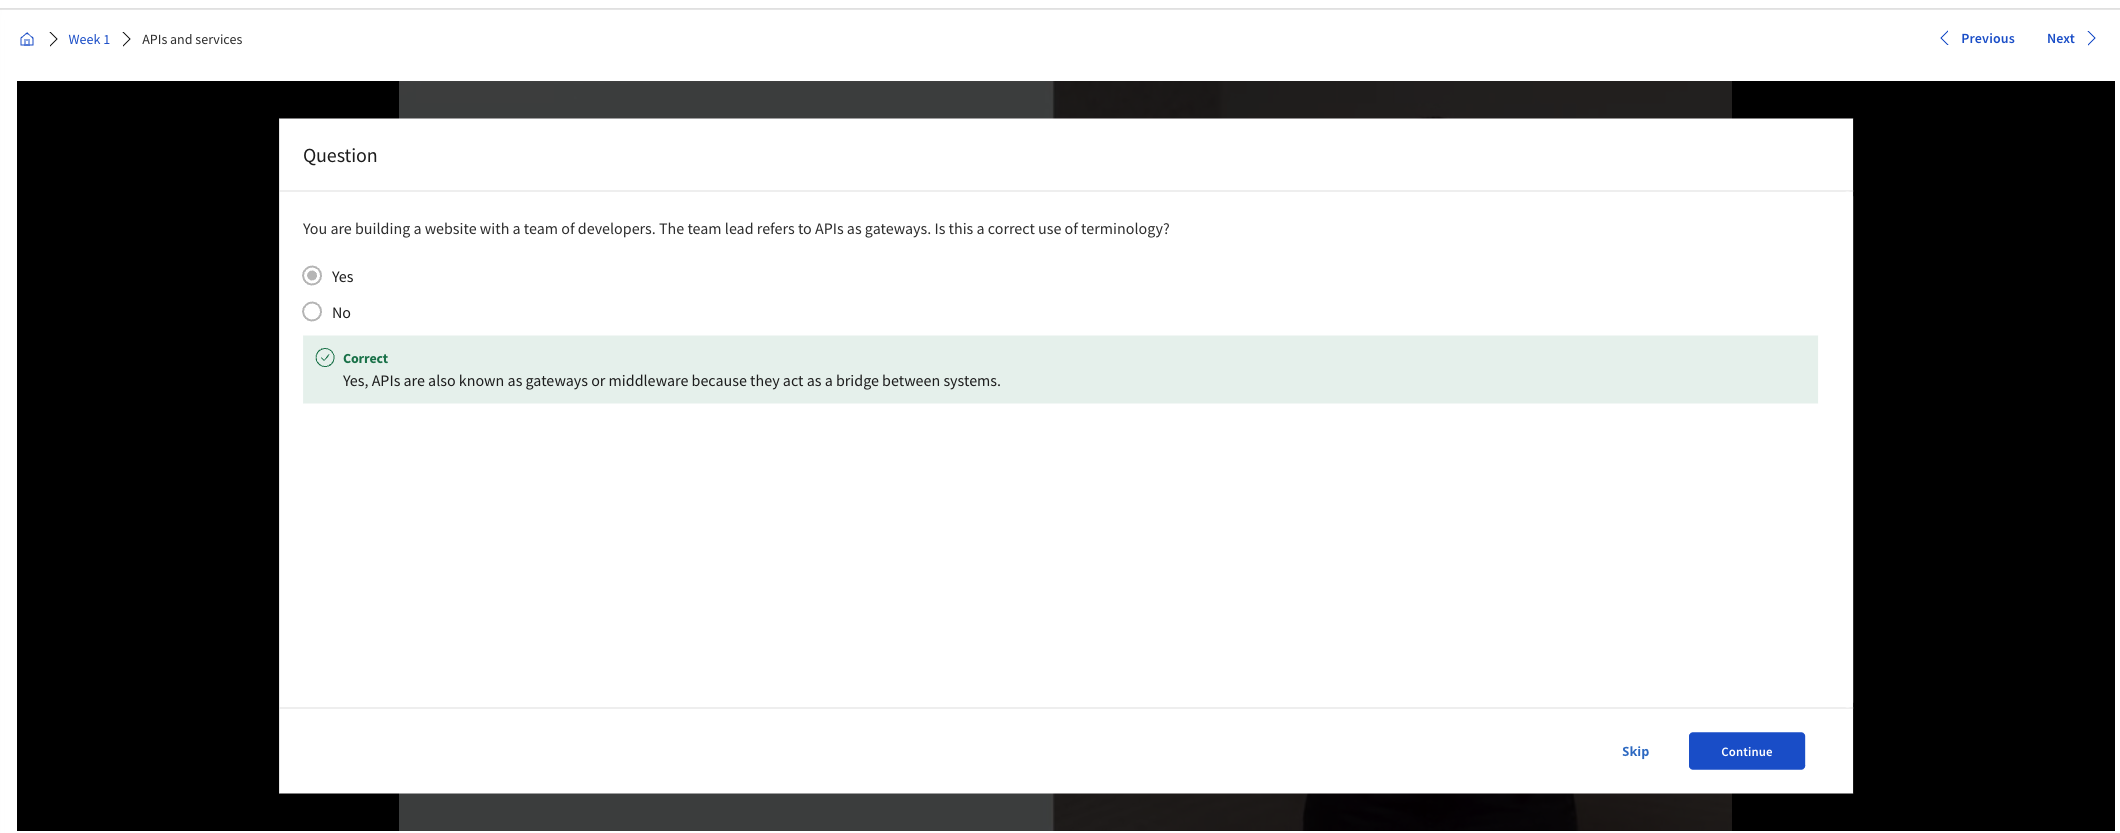 Week 1 APIs and services Previous Next
Question
You are building a website with a team of developers. The team lead refers to APIs as gateways. Is this a correct use of terminology?
Yes
No
Correct
Yes, APIs are also known as gateways or middleware because they act as a bridge between systems.
Skip Continue